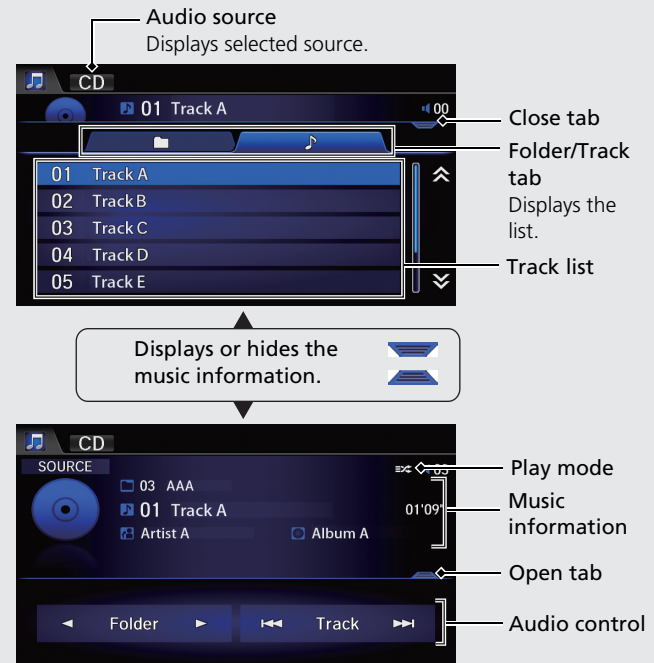 Audio source
Displays selected source.
CD
01 Track A
00
Close tab
Folder/Track
tab
Displays the
list.
01 Track A
02 Track B
03 Track C
04 Track D
05 Track E
Track list
Displays or hides the
music information.
CD
SOURCE
03 AAA
01 Track A
01'09"
Artist A
Album A
Play mode
Music
information
Open tab
Folder
Track
Audio control